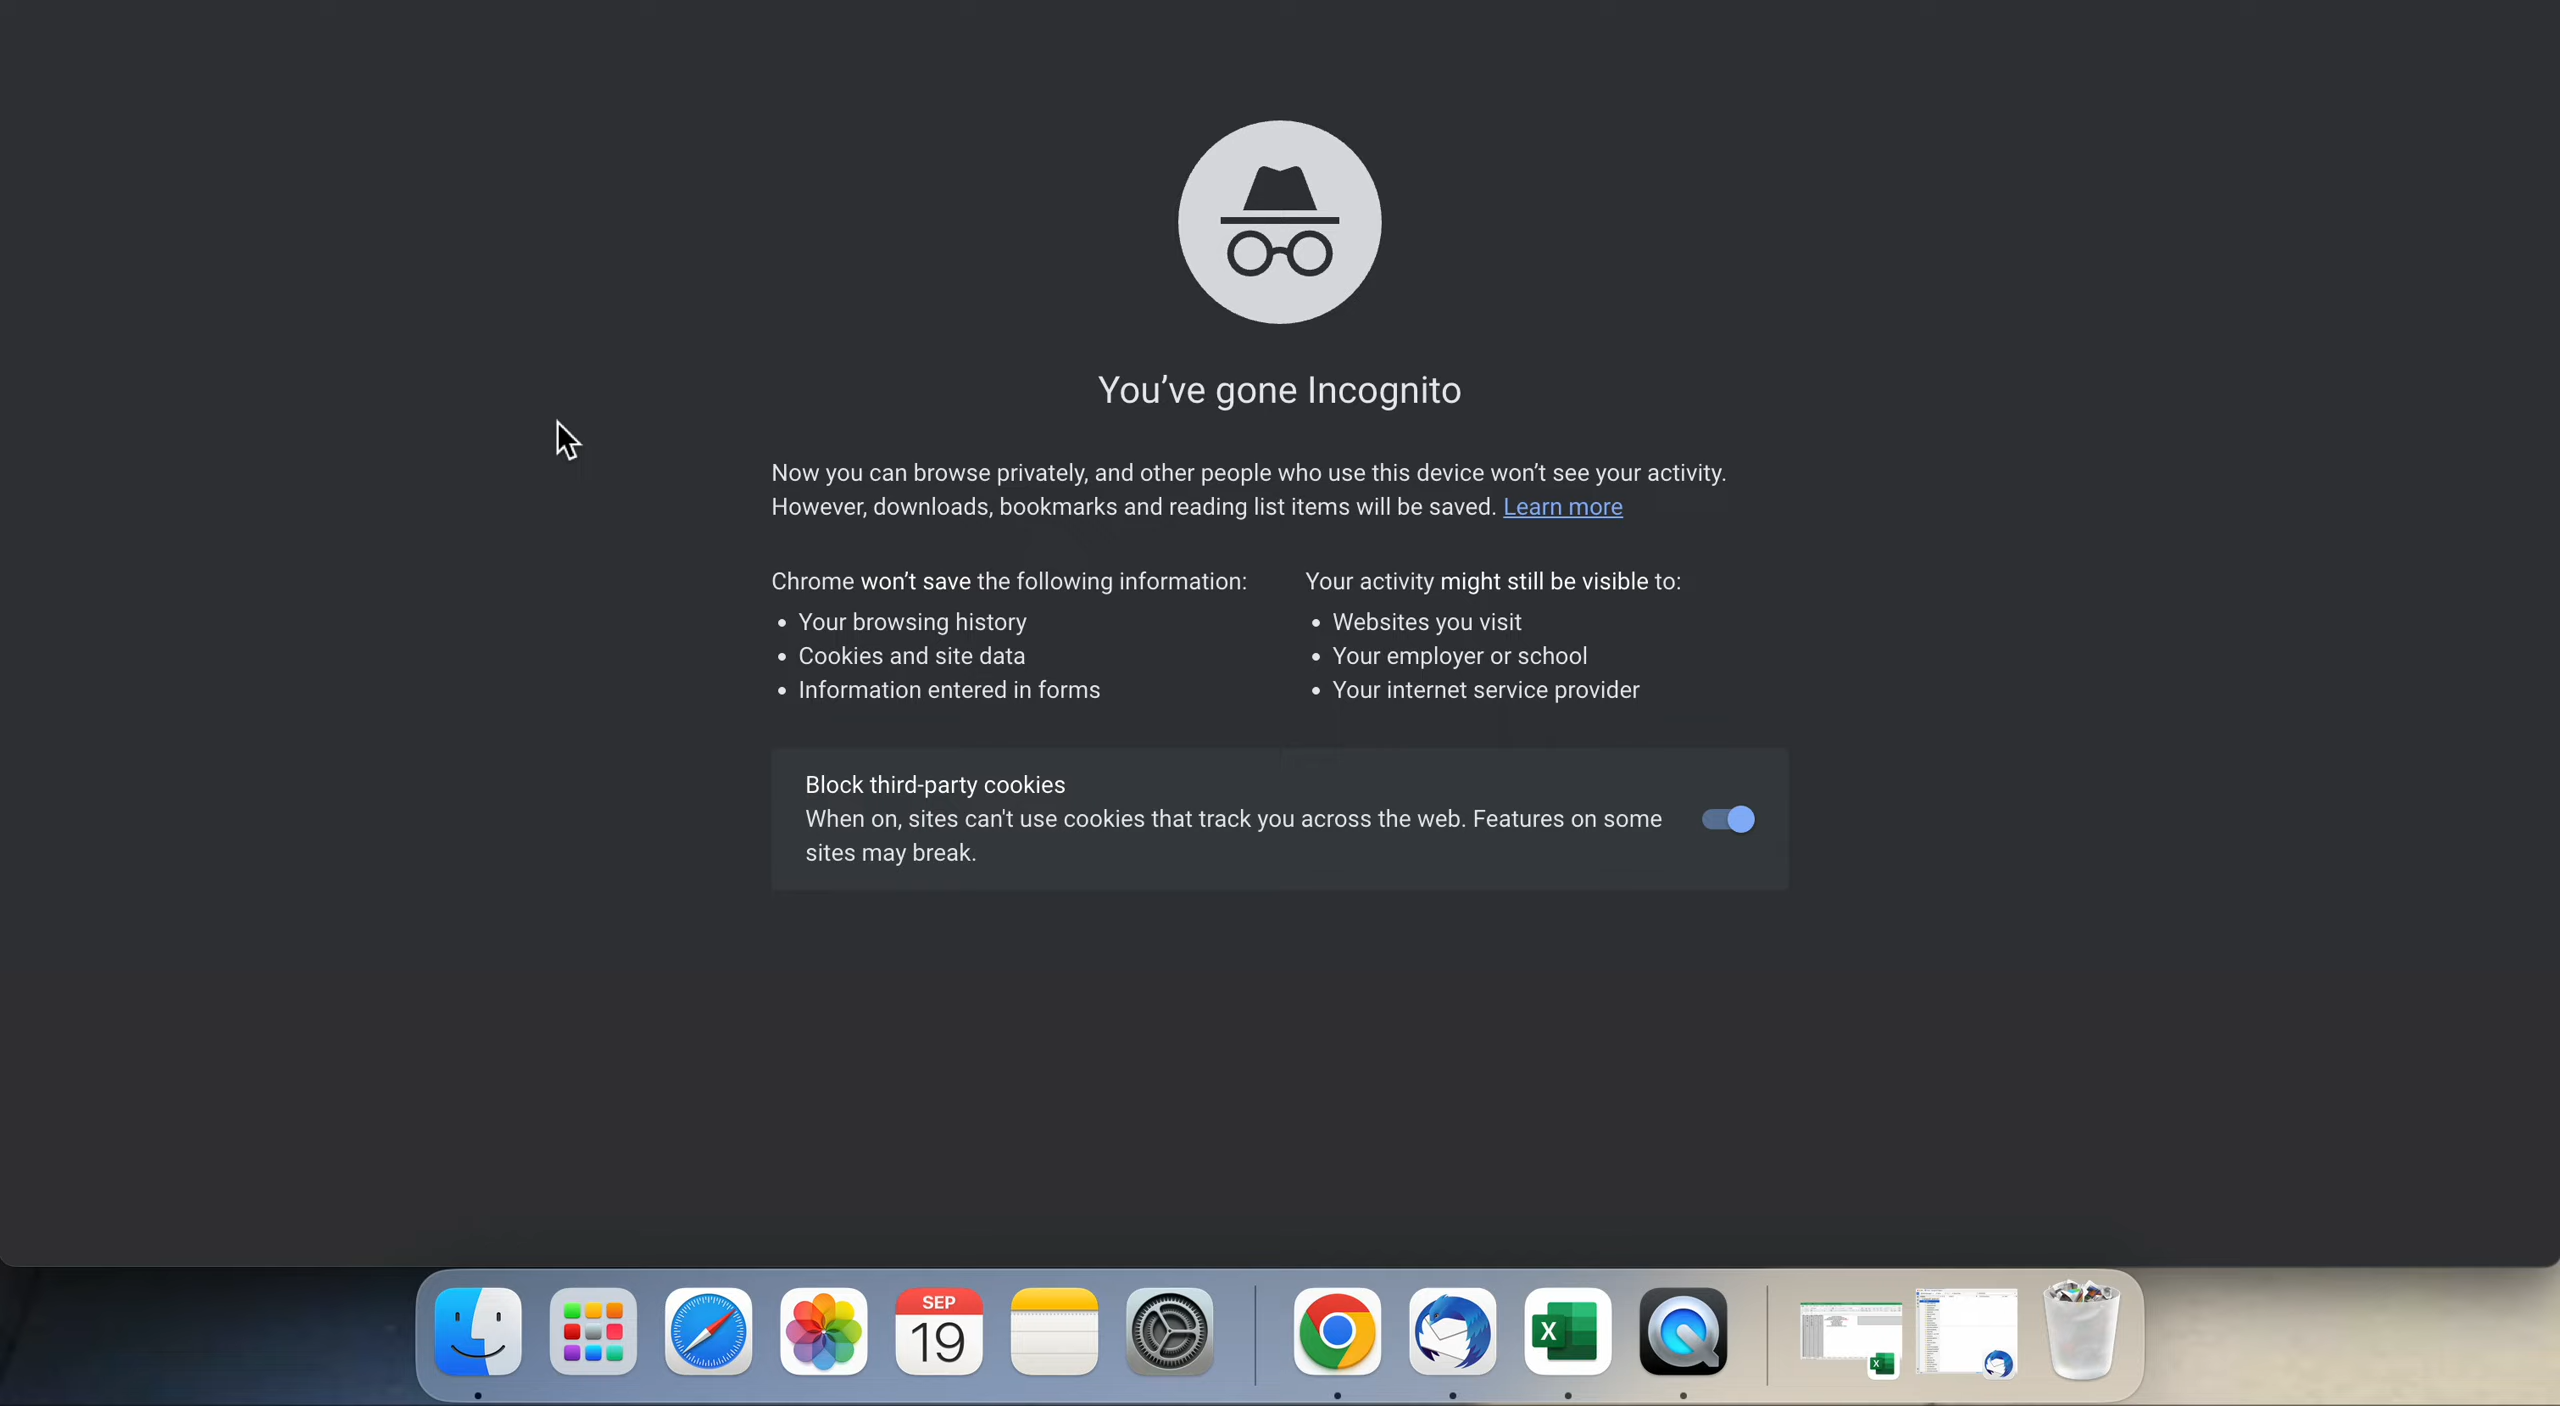 You’ve gone Incognito
Now you can browse privately, and other people who use this device won’t see your activity.
However, downloads, bookmarks and reading list items will be saved. Learn more
Chrome won’t save the following information:
• Your browsing history
• Cookies and site data
• Information entered in forms
Your activity might still be visible to:
• Websites you visit
• Your employer or school
• Your internet service provider
Block third-party cookies
When on, sites can't use cookies that track you across the web. Features on some
sites may break.
SEP
19
X
X